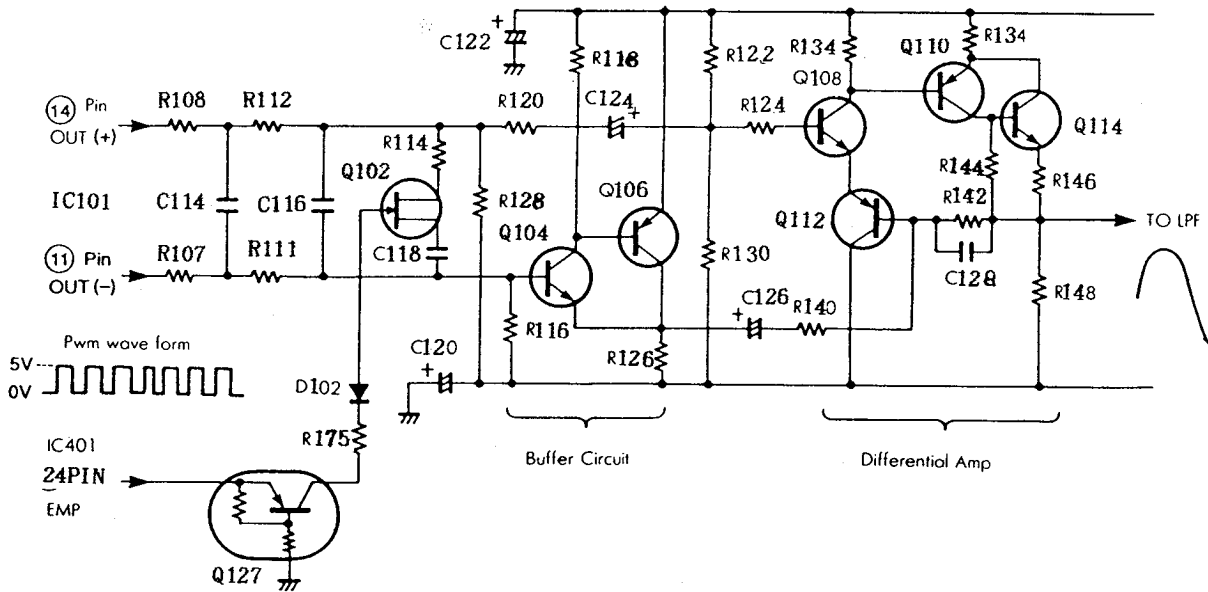 C122
R118
R122
R134
Q110
R134
14 Pin
OUT (+)
R108
R112
R120
C124
R124
Q108
Q114
R114
Q102
IC101
C114
C116
R128
Q106
R144
R142
R146
Q112
TO LPF
Q104
C118
R130
C128
11 Pin
OUT (−)
R107
R111
R116
C126
R140
R148
Pwm wave form
C120
R126
5V
0V
D102
R175
IC401
24PIN
EMP
Q127
Buffer Circuit
Differential Amp